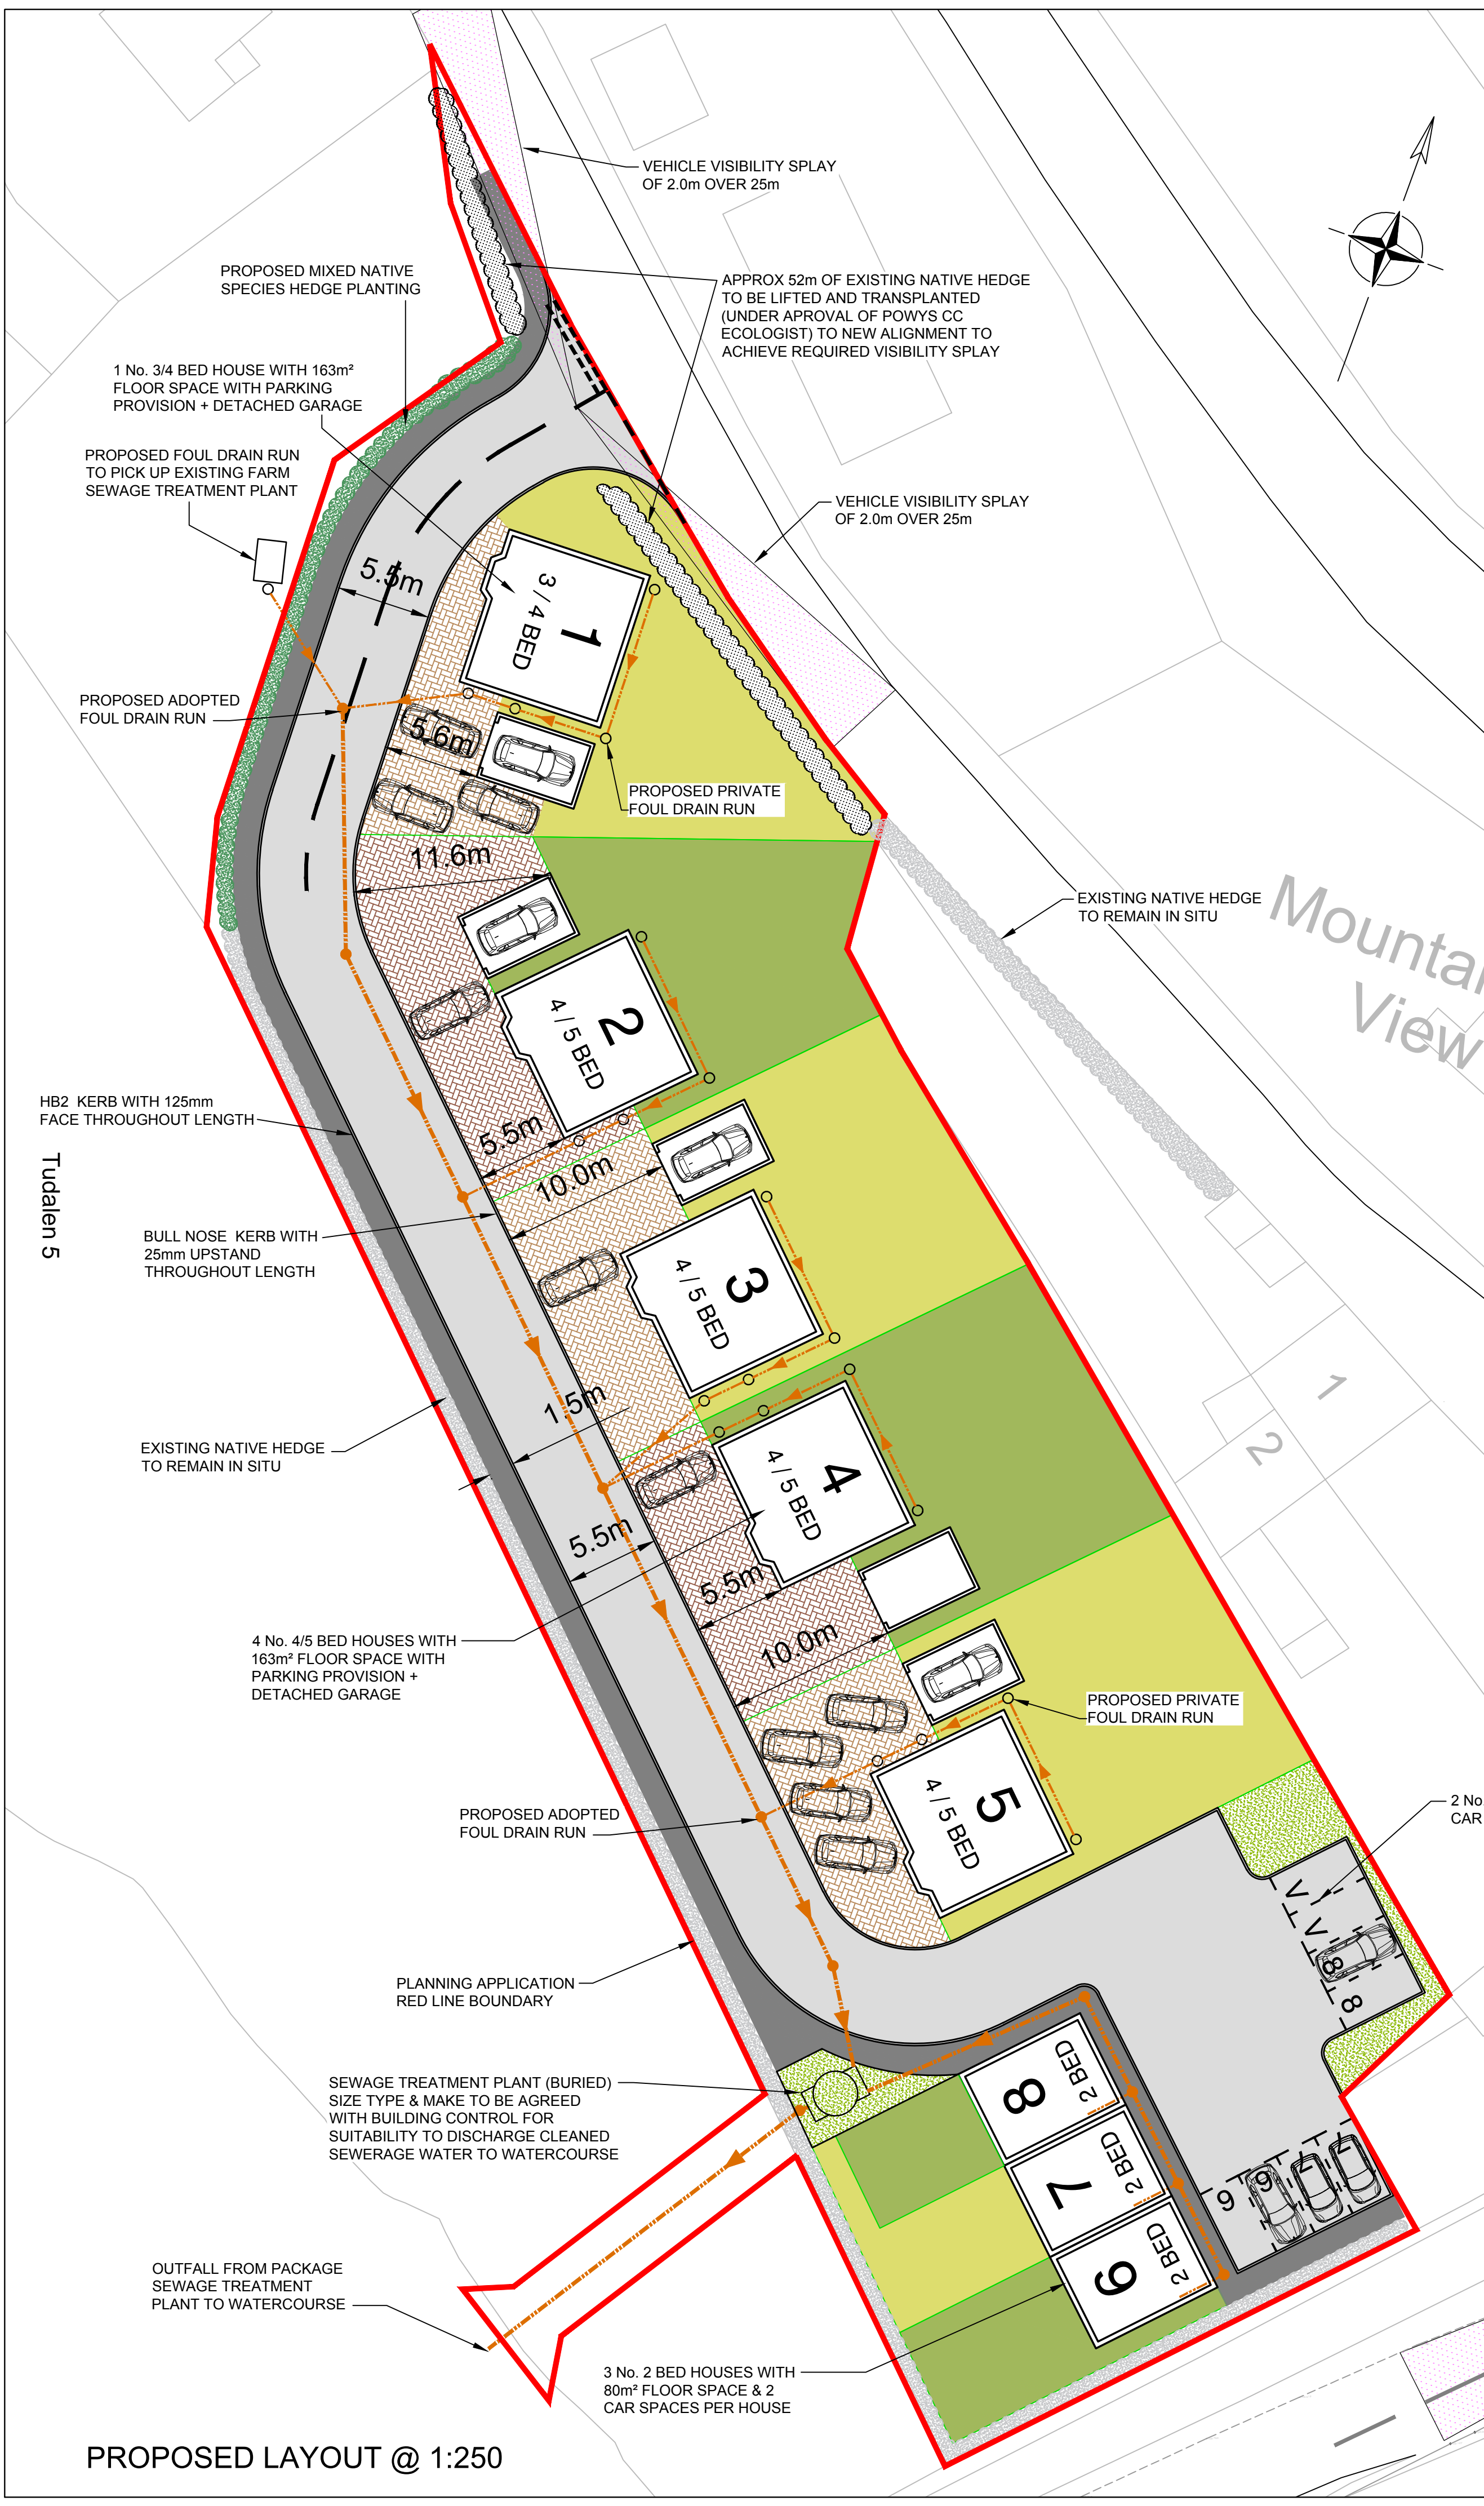 VEHICLE VISIBILITY SPLAY
OF 2.0m OVER 25m
PROPOSED MIXED NATIVE
SPECIES HEDGE PLANTING
APPROX 52m OF EXISTING NATIVE HEDGE
TO BE LIFTED AND TRANSPLANTED
(UNDER APROVAL OF POWYS CC
ECOLOGIST) TO NEW ALIGNMENT TO
ACHIEVE REQUIRED VISIBILITY SPLAY
1 No. 3/4 BED HOUSE WITH 163m²
FLOOR SPACE WITH PARKING
PROVISION + DETACHED GARAGE
PROPOSED FOUL DRAIN RUN
TO PICK UP EXISTING FARM
SEWAGE TREATMENT PLANT
VEHICLE VISIBILITY SPLAY
OF 2.0m OVER 25m
5.5m
1
3 / 4 BED
PROPOSED ADOPTED
FOUL DRAIN RUN
5.6m
PROPOSED PRIVATE
FOUL DRAIN RUN
11.6m
EXISTING NATIVE HEDGE
TO REMAIN IN SITU
Mountai
View
2
4 / 5 BED
HB2 KERB WITH 125mm
FACE THROUGHOUT LENGTH
5.5m
10.0m
Tudalen 5
BULL NOSE KERB WITH
25mm UPSTAND
THROUGHOUT LENGTH
3
4 / 5 BED
1.5m
1
2
EXISTING NATIVE HEDGE
TO REMAIN IN SITU
4
4 / 5 BED
5.5m
5.5m
10.0m
4 No. 4/5 BED HOUSES WITH
163m² FLOOR SPACE WITH
PARKING PROVISION +
DETACHED GARAGE
PROPOSED PRIVATE
FOUL DRAIN RUN
5
4 / 5 BED
PROPOSED ADOPTED
FOUL DRAIN RUN
2 No
CAR
V
V
8
8
PLANNING APPLICATION
RED LINE BOUNDARY
SEWAGE TREATMENT PLANT (BURIED)
SIZE TYPE & MAKE TO BE AGREED
WITH BUILDING CONTROL FOR
SUITABILITY TO DISCHARGE CLEANED
SEWERAGE WATER TO WATERCOURSE
8
2 BED
7
2 BED
6
2 BED
6
6
7
7
OUTFALL FROM PACKAGE
SEWAGE TREATMENT
PLANT TO WATERCOURSE
3 No. 2 BED HOUSES WITH
80m² FLOOR SPACE & 2
CAR SPACES PER HOUSE
PROPOSED LAYOUT @ 1:250